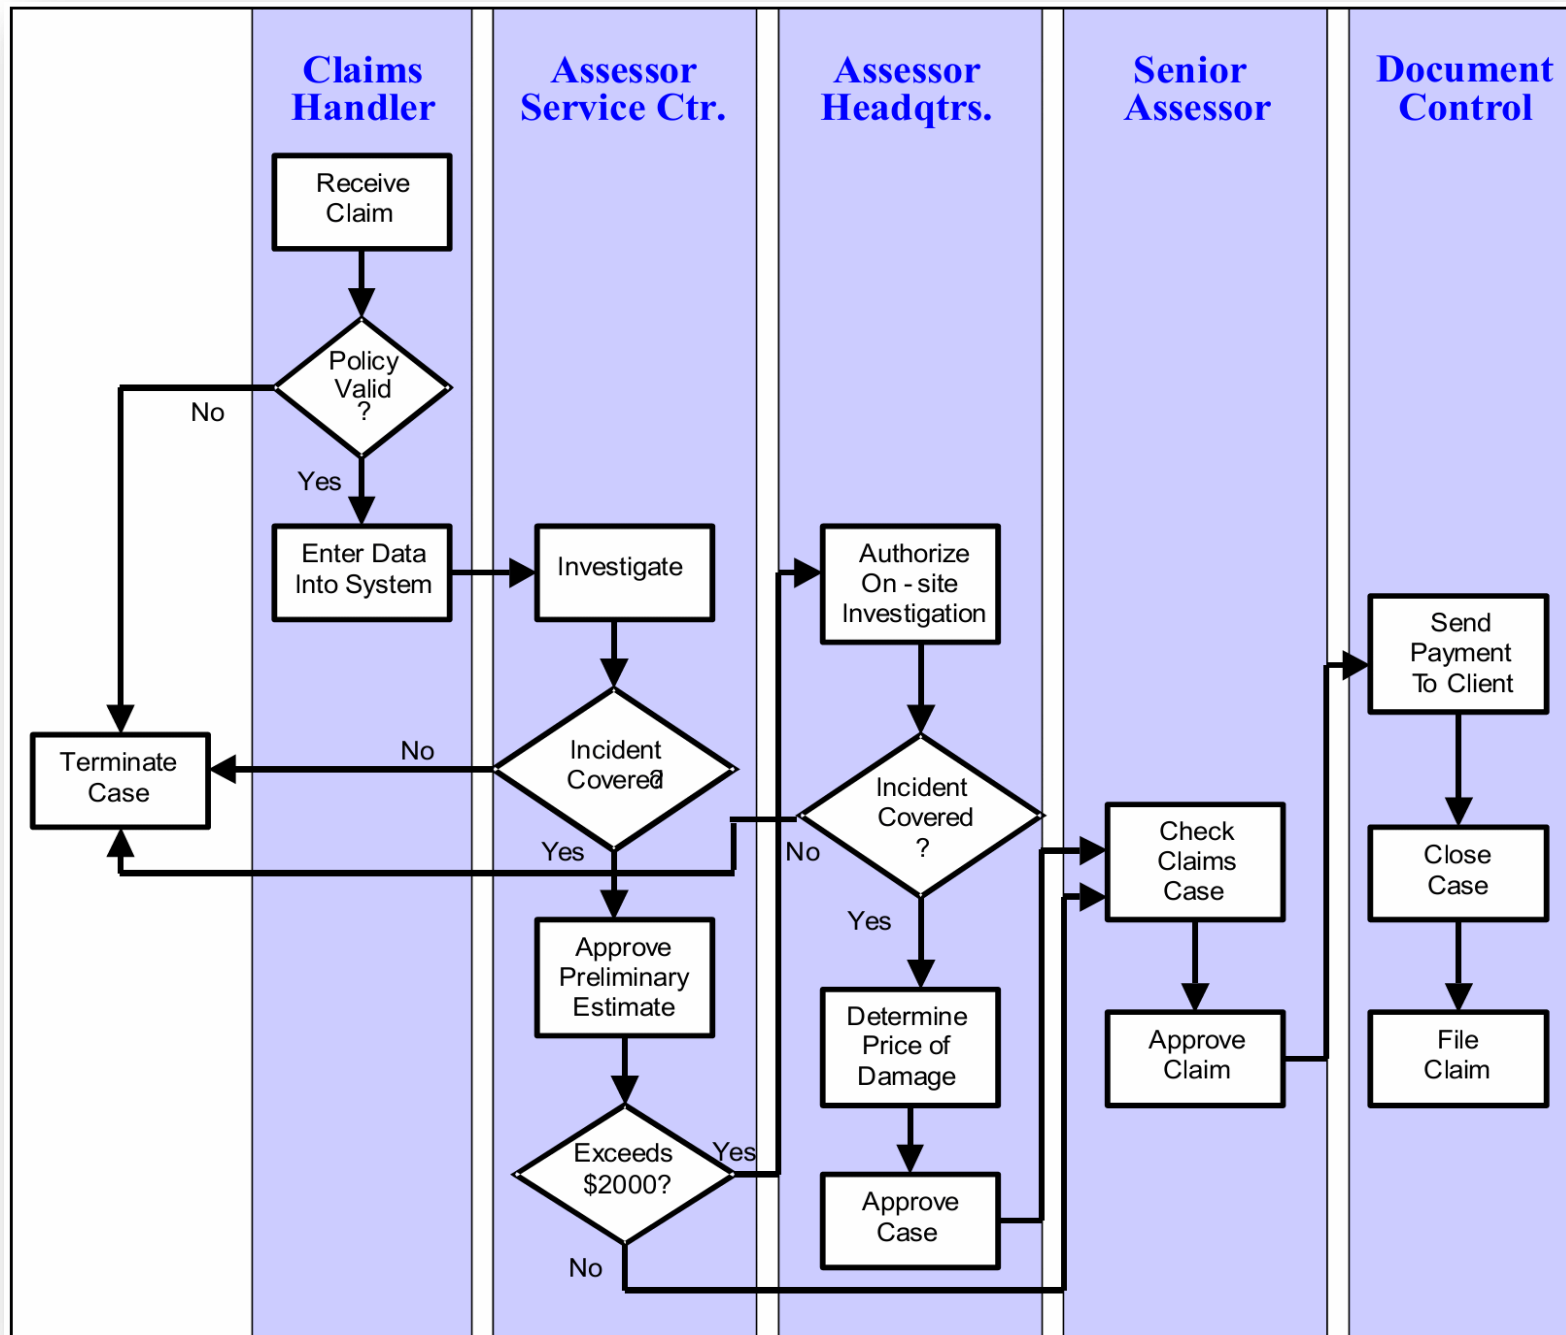 Claims
Handler
Assessor
Service Ctr.
Assessor
Headqtrs.
Senior
Assessor
Document
Control
Receive
Claim
Policy
Valid
?
No
Yes
Enter Data
Into System
Terminate
Case
Investigate
Incident
Covered?
No
Yes
Approve
Preliminary
Estimate
Exceeds
$2000?
Yes
No
Authorize
On - site
Investigation
Incident
Covered
?
No
Yes
Determine
Price of
Damage
Approve
Case
Check
Claims
Case
Approve
Claim
Send
Payment
To Client
Close
Case
File
Claim